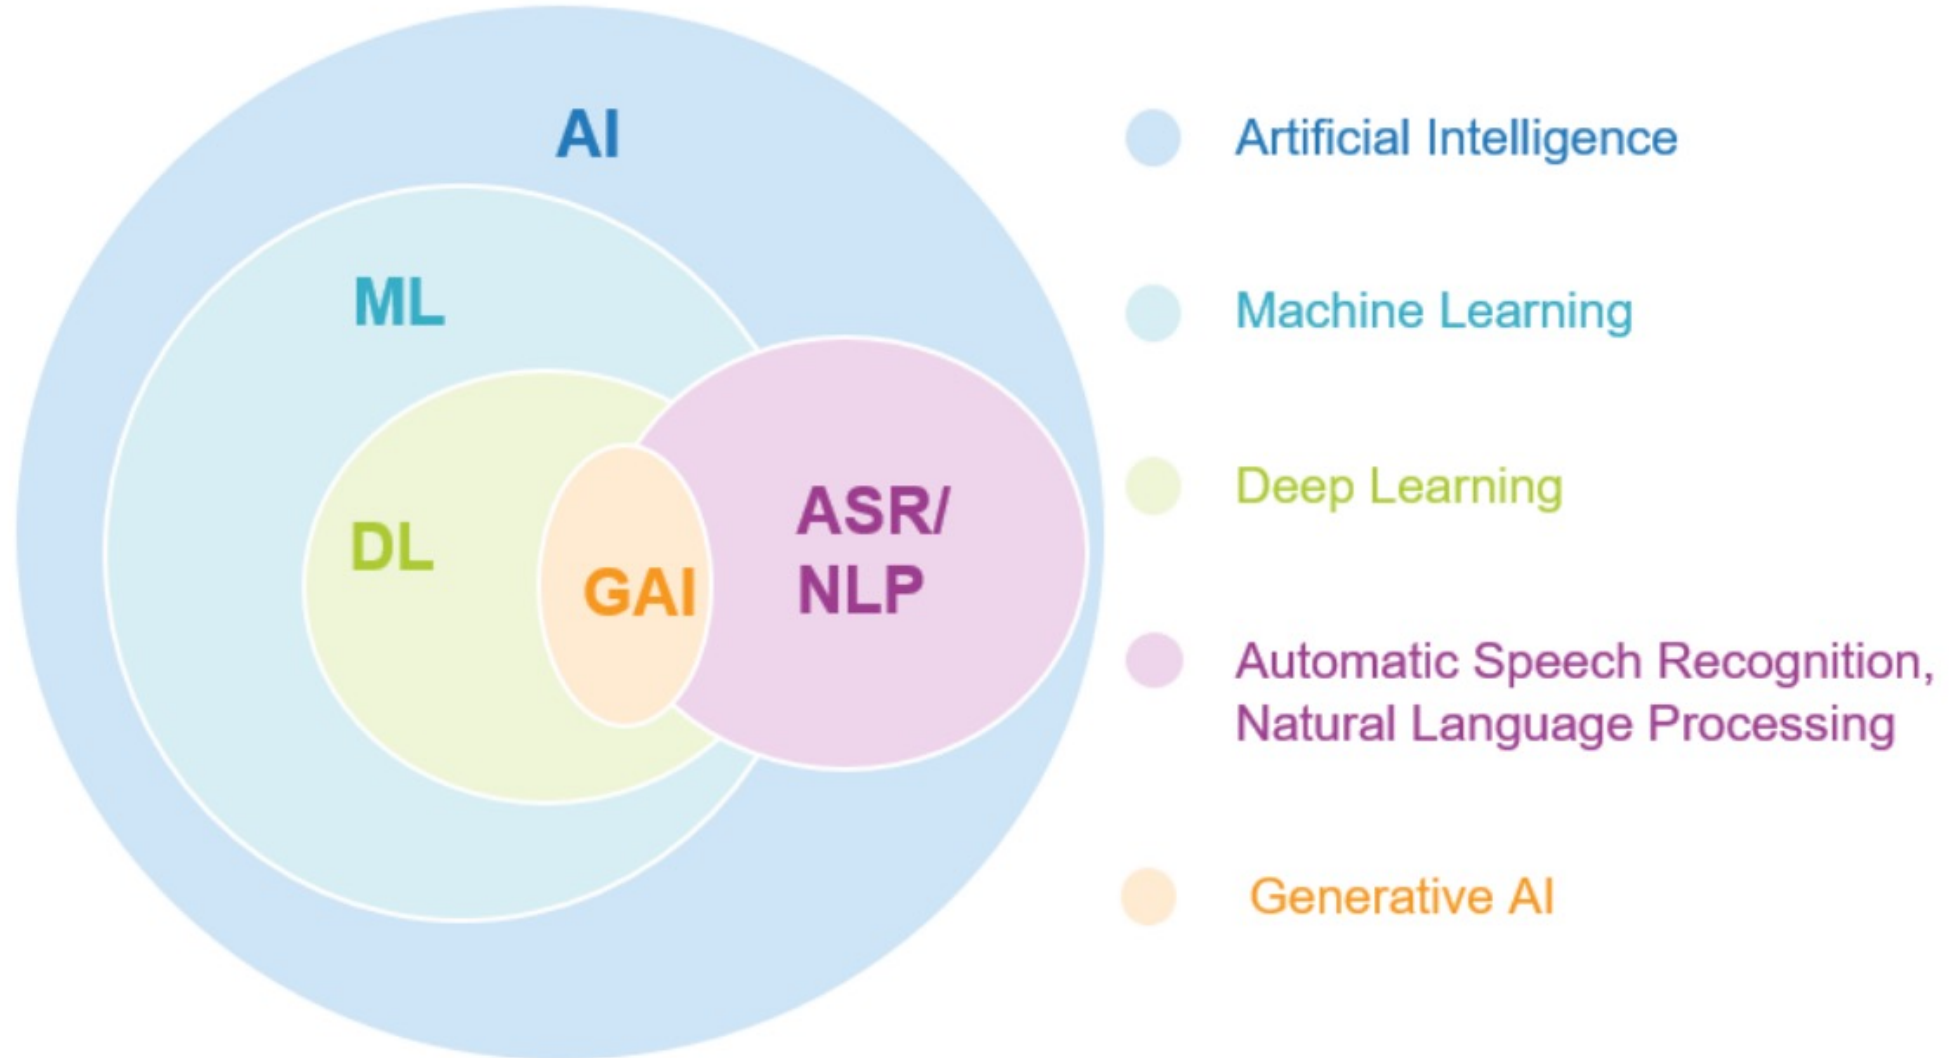 AI
ML
DL
GAI
ASR/
NLP
Artificial Intelligence
Machine Learning
Deep Learning
Automatic Speech Recognition,
Natural Language Processing
Generative AI